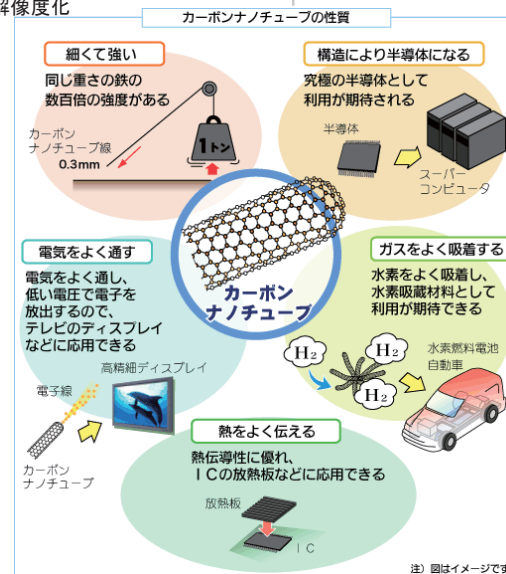 解像度化
カーボンナノチューブの性質
細くて強い
同じ重さの鉄の
数百倍の強度がある
カーボン
ナノチューブ線
0.3mm
1トン
構造により半導体になる
究極の半導体として
利用が期待される
半導体
スーパー
コンピュータ
電気をよく通す
電気をよく通し、
低い電圧で電子を
放出するので、
テレビのディスプレイ
などに応用できる
高精細ディスプレイ
電子線
カーボン
ナノチューブ
カーボン
ナノチューブ
ガスをよく吸着する
水素をよく吸着し、
水素吸蔵材料として
利用が期待できる
H2
H2
H2
水素燃料電池
自動車
熱をよく伝える
熱伝導性に優れ、
ICの放熱板などに応用できる
放熱板
IC
注）図はイメージです